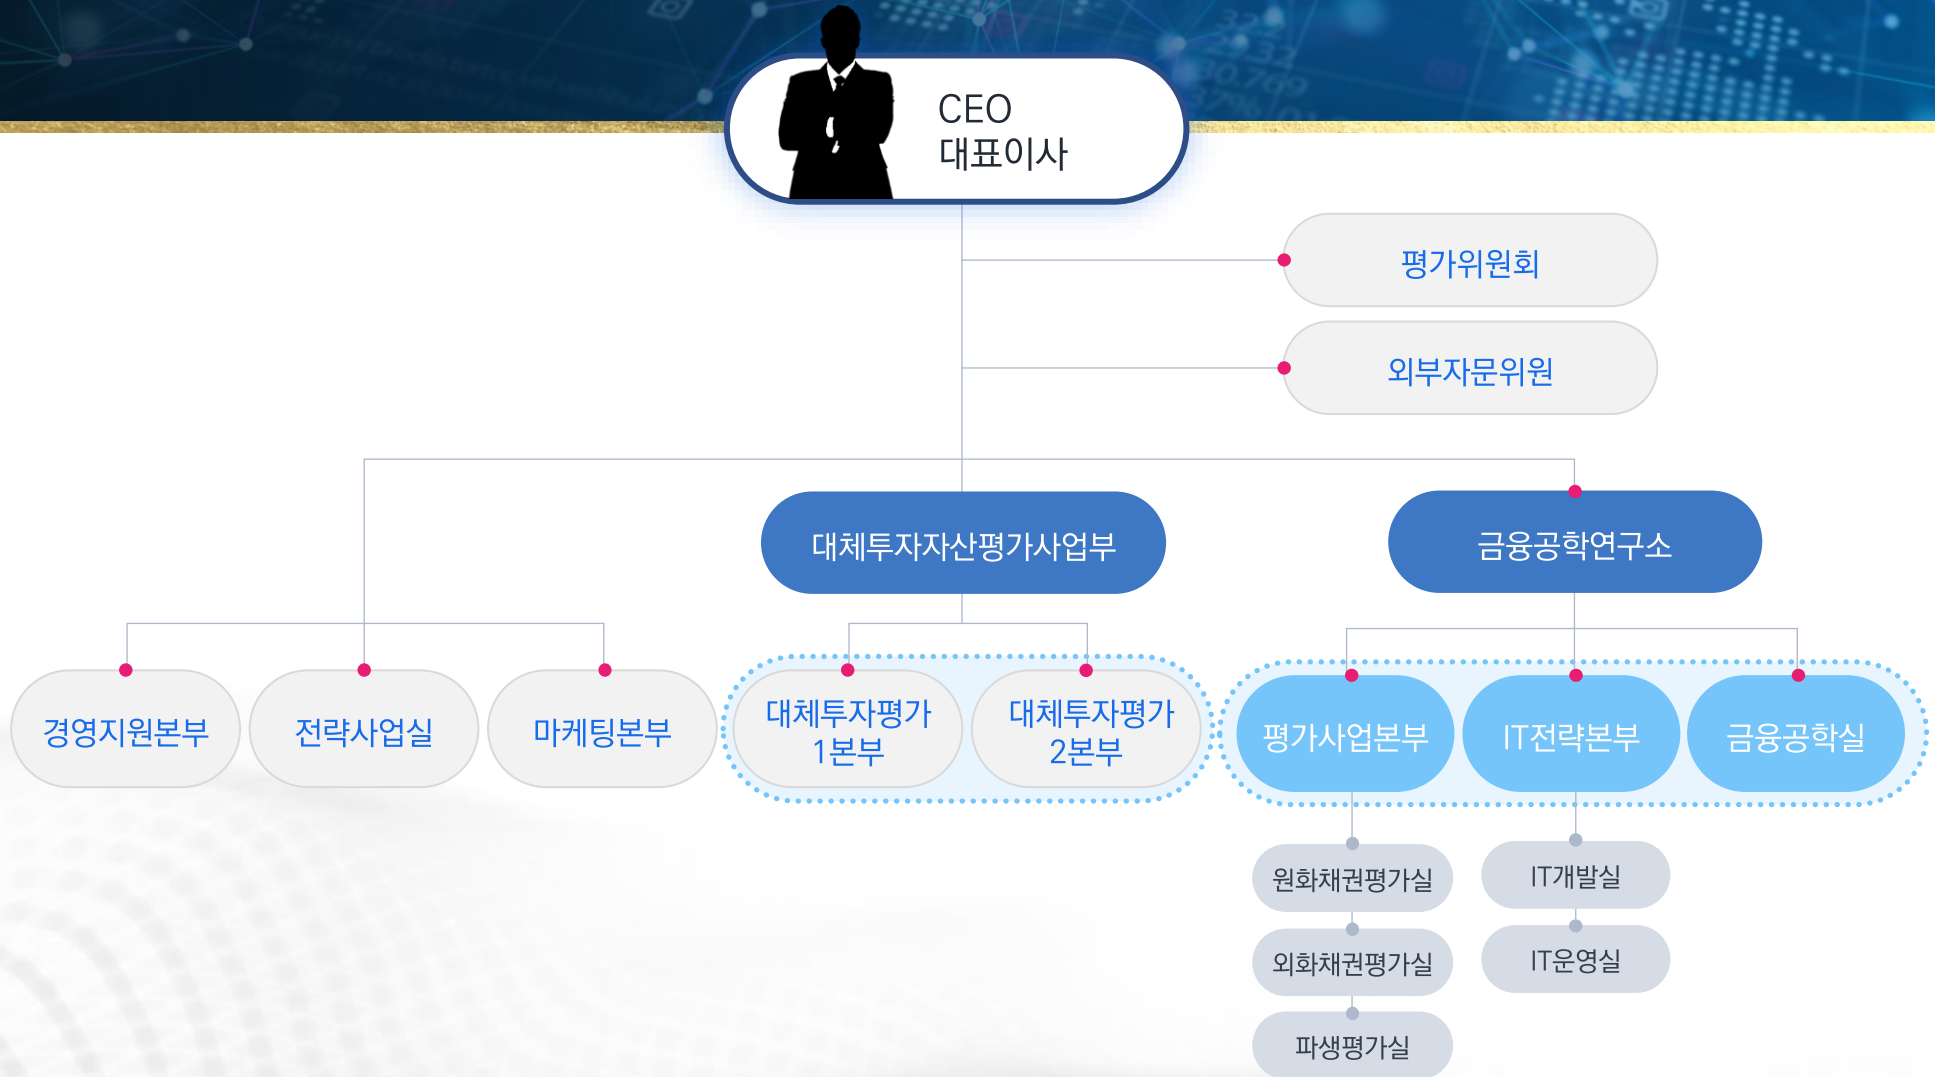 CEO
대표이사
평가위원회
외부자문위원
대체투자자산평가사업부
금융공학연구소
경영지원본부
전략사업실
마케팅본부
대체투자평가
1본부
대체투자평가
2본부
평가사업본부
IT전략본부
금융공학실
원화채권평가실
IT개발실
외화채권평가실
IT운영실
파생평가실